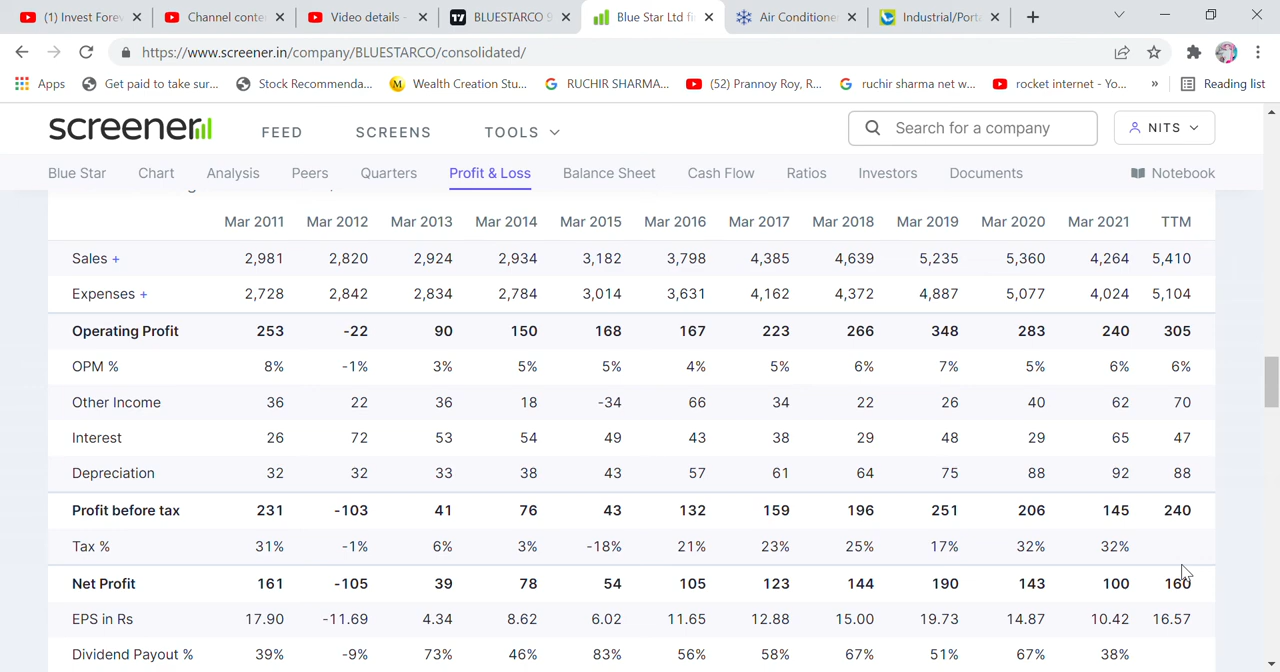 (1) Invest Forev
Channel conte
Video details -
BLUESTARCO 9
Blue Star Ltd fi
Air Conditione
Industrial/Porta
https://www.screener.in/company/BLUESTARCO/consolidated/
Apps
Get paid to take sur...
Stock Recommenda...
Wealth Creation Stu...
RUCHIR SHARMA...
(52) Prannoy Roy, R...
ruchir sharma net w...
rocket internet - Yo...
»
Reading list
screener
FEED
SCREENS
TOOLS
Search for a company
NITS
Blue Star Chart Analysis Peers Quarters Profit & Loss Balance Sheet Cash Flow Ratios Investors Documents Notebook
Mar 2011 Mar 2012 Mar 2013 Mar 2014 Mar 2015 Mar 2016 Mar 2017 Mar 2018 Mar 2019 Mar 2020 Mar 2021 TTM
Sales + 2,981 2,820 2,924 2,934 3,182 3,798 4,385 4,639 5,235 5,360 4,264 5,410
Expenses + 2,728 2,842 2,834 2,784 3,014 3,631 4,162 4,372 4,887 5,077 4,024 5,104
Operating Profit 253 -22 90 150 168 167 223 266 348 283 240 305
OPM % 8% -1% 3% 5% 5% 4% 5% 6% 7% 5% 6% 6%
Other Income 36 22 36 18 -34 66 34 22 26 40 62 70
Interest 26 72 53 54 49 43 38 29 48 29 65 47
Depreciation 32 32 33 38 43 57 61 64 75 88 92 88
Profit before tax 231 -103 41 76 43 132 159 196 251 206 145 240
Tax % 31% -1% 6% 3% -18% 21% 23% 25% 17% 32% 32%
Net Profit 161 -105 39 78 54 105 123 144 190 143 100 160
EPS in Rs 17.90 -11.69 4.34 8.62 6.02 11.65 12.88 15.00 19.73 14.87 10.42 16.57
Dividend Payout % 39% -9% 73% 46% 83% 56% 58% 67% 51% 67% 38%